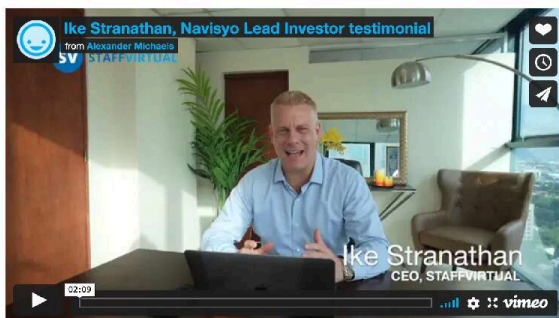 Ike Stranathan, Navisyo Lead Investor testimonial
from Alexander Michaels
SV STAFFVIRTUAL
Ike Stranathan
CEO, STAFFVIRTUAL
02:09
vimeo